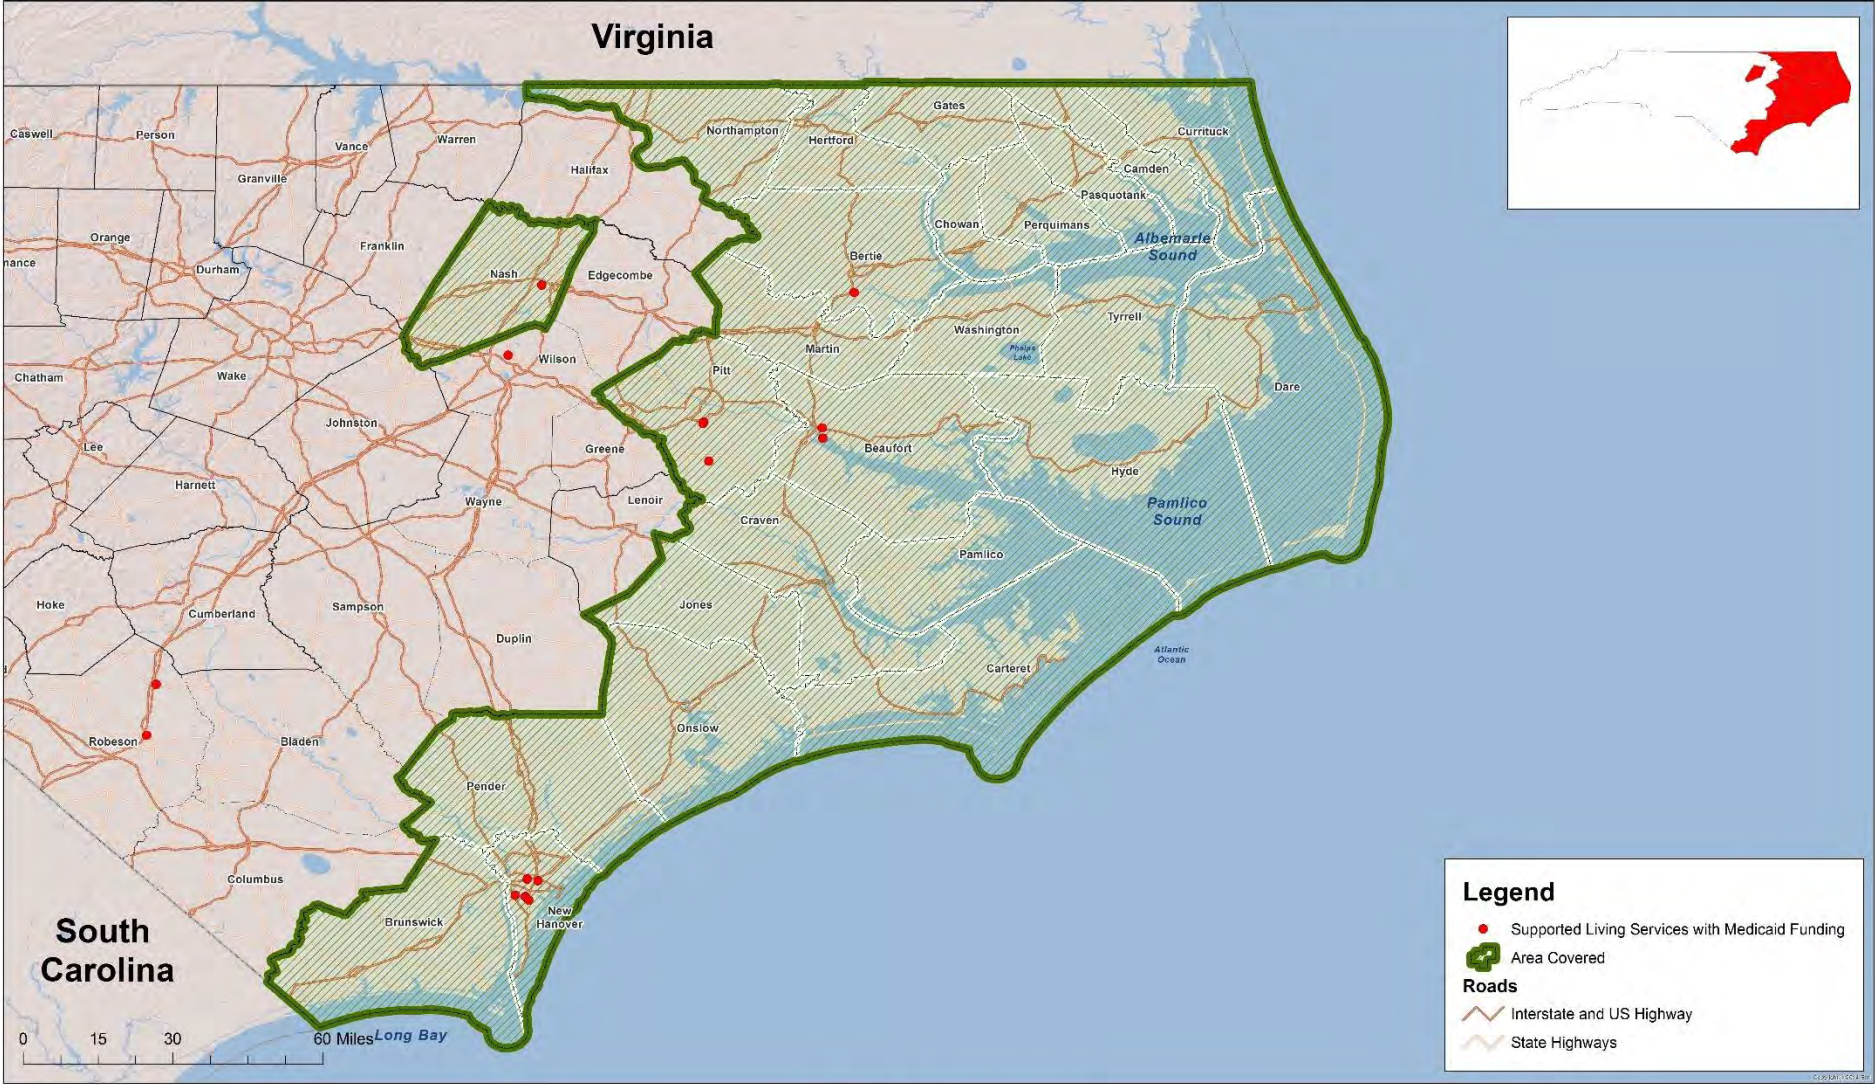 Virginia
Gates
Northampton
Hertford
Currituck
Caswell
Person
Vance
Warren
Halifax
Camden
Granville
Pasquotank
Orange
Franklin
Chowan
Perquimans
Albemarle
Sound
mance
Durham
Nash
Edgecombe
Bertie
Washington
Tyrrell
Martin
Phelps
Lake
Wilson
Chatham
Wake
Pitt
Dare
Johnston
Lee
Greene
Beaufort
Hyde
Harnett
Wayne
Lenoir
Craven
Pamlico
Sound
Pamlico
Hoke
Cumberland
Sampson
Jones
Duplin
Atlantic
Ocean
Carteret
Onslow
Robeson
Bladen
Pender
Columbus
Brunswick
New
Hanover
South
Carolina
0 15 30 60 Miles
Long Bay
Legend
Supported Living Services with Medicaid Funding
Area Covered
Roads
Interstate and US Highway
State Highways